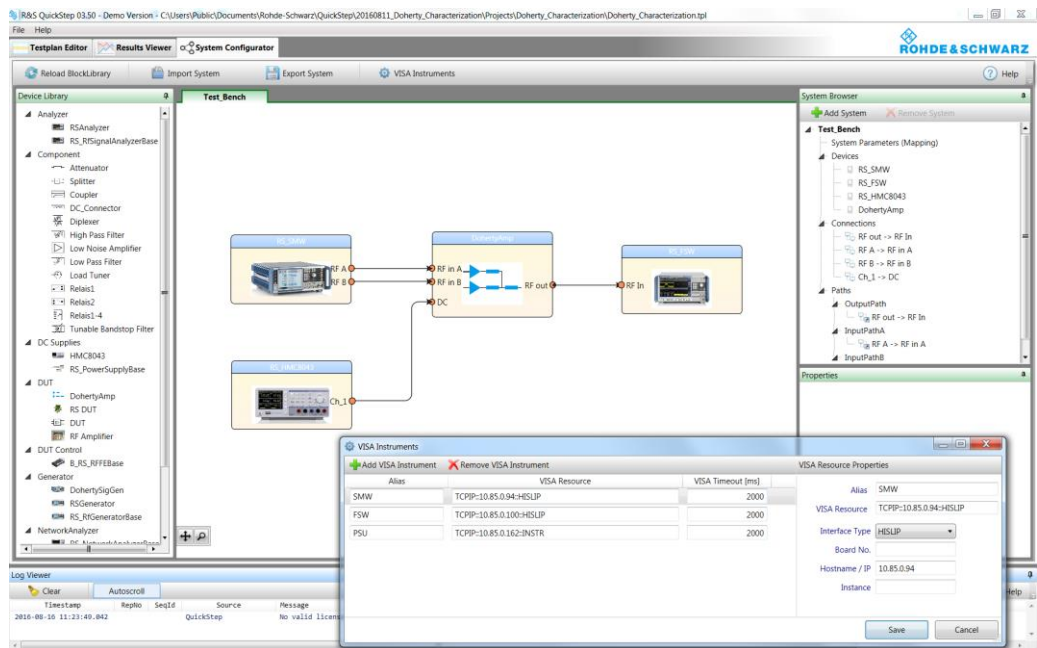 R&S QuickStep 03.50 - Demo Version - C:\Users\Public\Documents\Rohde-Schwarz\QuickStep\20160811_Doherty_Characterization\Projects\Doherty_Characterization\Doherty_Characterization.tpl
File Help
Testplan Editor Results Viewer System Configurator
ROHDE&SCHWARZ
Reload BlockLibrary Import System Export System VISA Instruments Help
Device Library
Analyzer
RSAnalyzer
RS_RfSignalAnalyzerBase
Component
Attenuator
Splitter
Coupler
DC_Connector
Diplexer
High Pass Filter
Low Noise Amplifier
Low Pass Filter
Load Tuner
Relais1
Relais2
Relais1-4
Tunable Bandstop Filter
DC Supplies
HMC8043
RS_PowerSupplyBase
DUT
DohertyAmp
RS DUT
DUT
RF Amplifier
DUT Control
B_RS_RFFEBase
Generator
DohertySigGen
RSGenerator
RS_RfGeneratorBase
NetworkAnalyzer
RS_NetworkAnalyzerBase
Test_Bench
RS_SMW
RF A
RF B
DohertyAmp
RF in A
RF in B
DC
RF out
RS_FSW
RF In
RS_HMC8043
Ch_1
System Browser
Add System Remove System
Test_Bench
System Parameters (Mapping)
Devices
RS_SMW
RS_FSW
RS_HMC8043
DohertyAmp
Connections
RF out -> RF In
RF A -> RF in A
RF B -> RF in B
Ch_1 -> DC
Paths
OutputPath
RF out -> RF In
InputPathA
RF A -> RF in A
InputPathB
Properties
VISA Instruments
Add VISA Instrument Remove VISA Instrument
Alias VISA Resource VISA Timeout [ms]
SMW TCPIP::10.85.0.94::HISLIP 2000
FSW TCPIP::10.85.0.100::HISLIP 2000
PSU TCPIP::10.85.0.162::INSTR 2000
VISA Resource Properties
Alias SMW
VISA Resource TCPIP::10.85.0.94::HISLIP
Interface Type HISLIP
Board No.
Hostname / IP 10.85.0.94
Instance
Save Cancel
Log Viewer
Clear Autoscroll Help
Timestamp RepNo SeqId Source Message
2016-08-16 11:23:49.042 QuickStep No valid licens